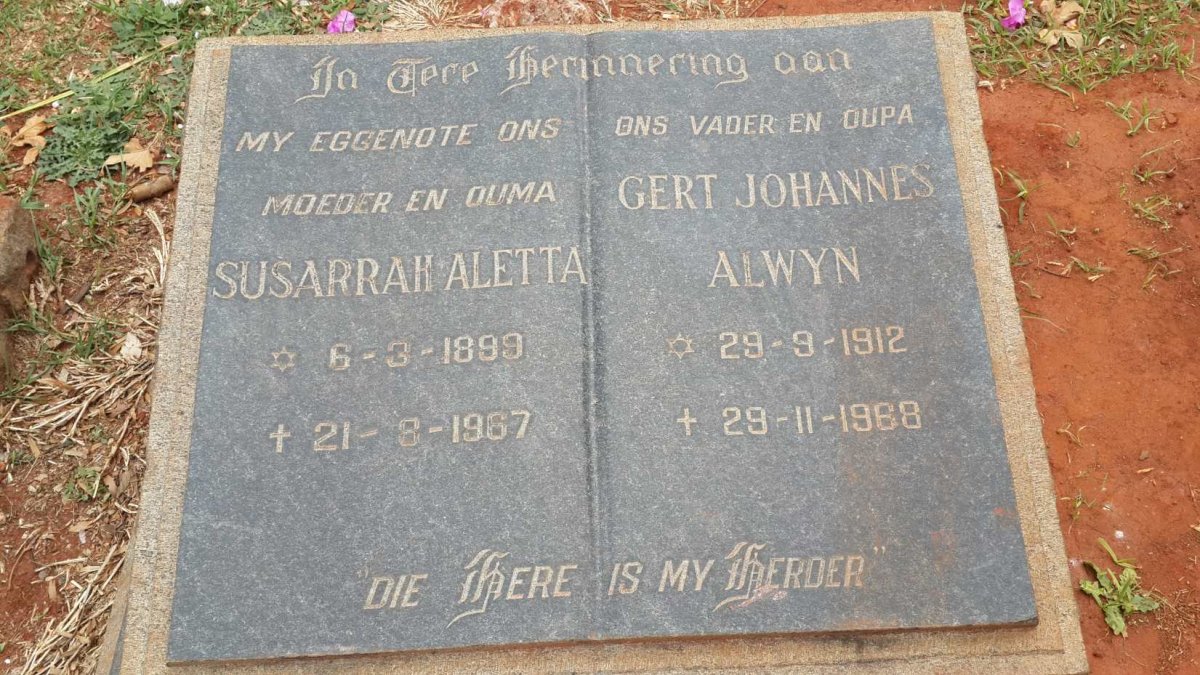 In Tere Herinnering aan
MY EGGENOTE ONS
MOEDER EN OUMA
SUSARRAH ALETTA
✡ 6-3-1899
✝ 21-8-1967
ONS VADER EN OUPA
GERT JOHANNES
ALWYN
✡ 29-9-1912
✝ 29-11-1968
"DIE HERE IS MY HERDER"